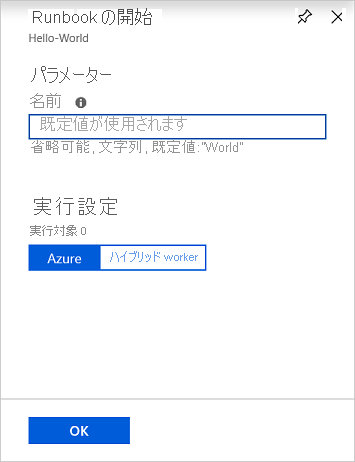 Runbook の開始
Hello-World
パラメーター
名前
既定値が使用されます
省略可能, 文字列, 既定値:"World"
実行設定
実行対象 0
Azure ハイブリッド worker
OK